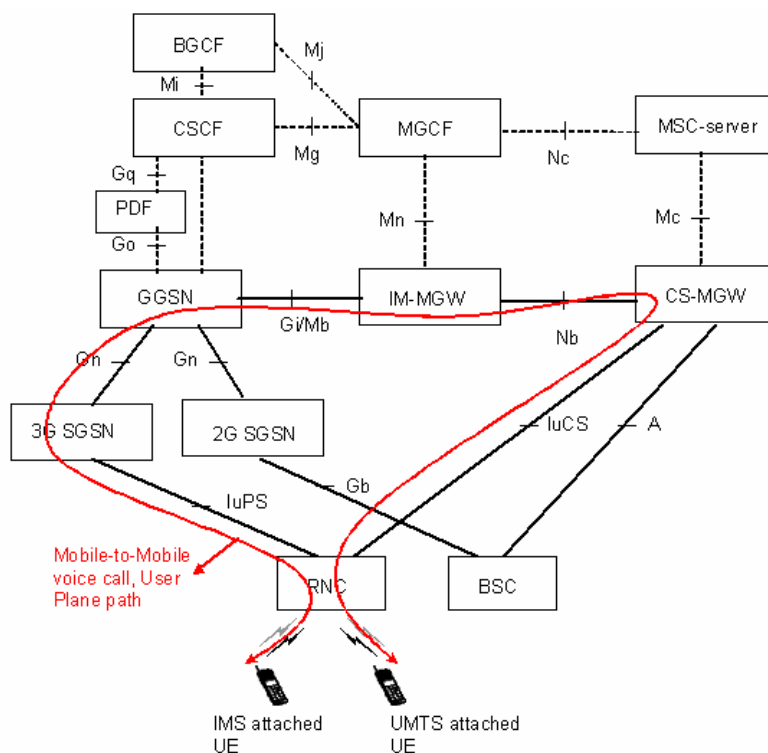 BGCF
Mj
Mi
CSCF
MGCF
MSC-server
Mg
Nc
Gq
PDF
Mn
Mc
Go
GGSN
IM-MGW
CS-MGW
Gi/Mb
Nb
Gn
Gn
3G SGSN
2G SGSN
IuCS
A
Gb
IuPS
Mobile-to-Mobile
voice call, User
Plane path
RNC
BSC
IMS attached
UE
UMTS attached
UE